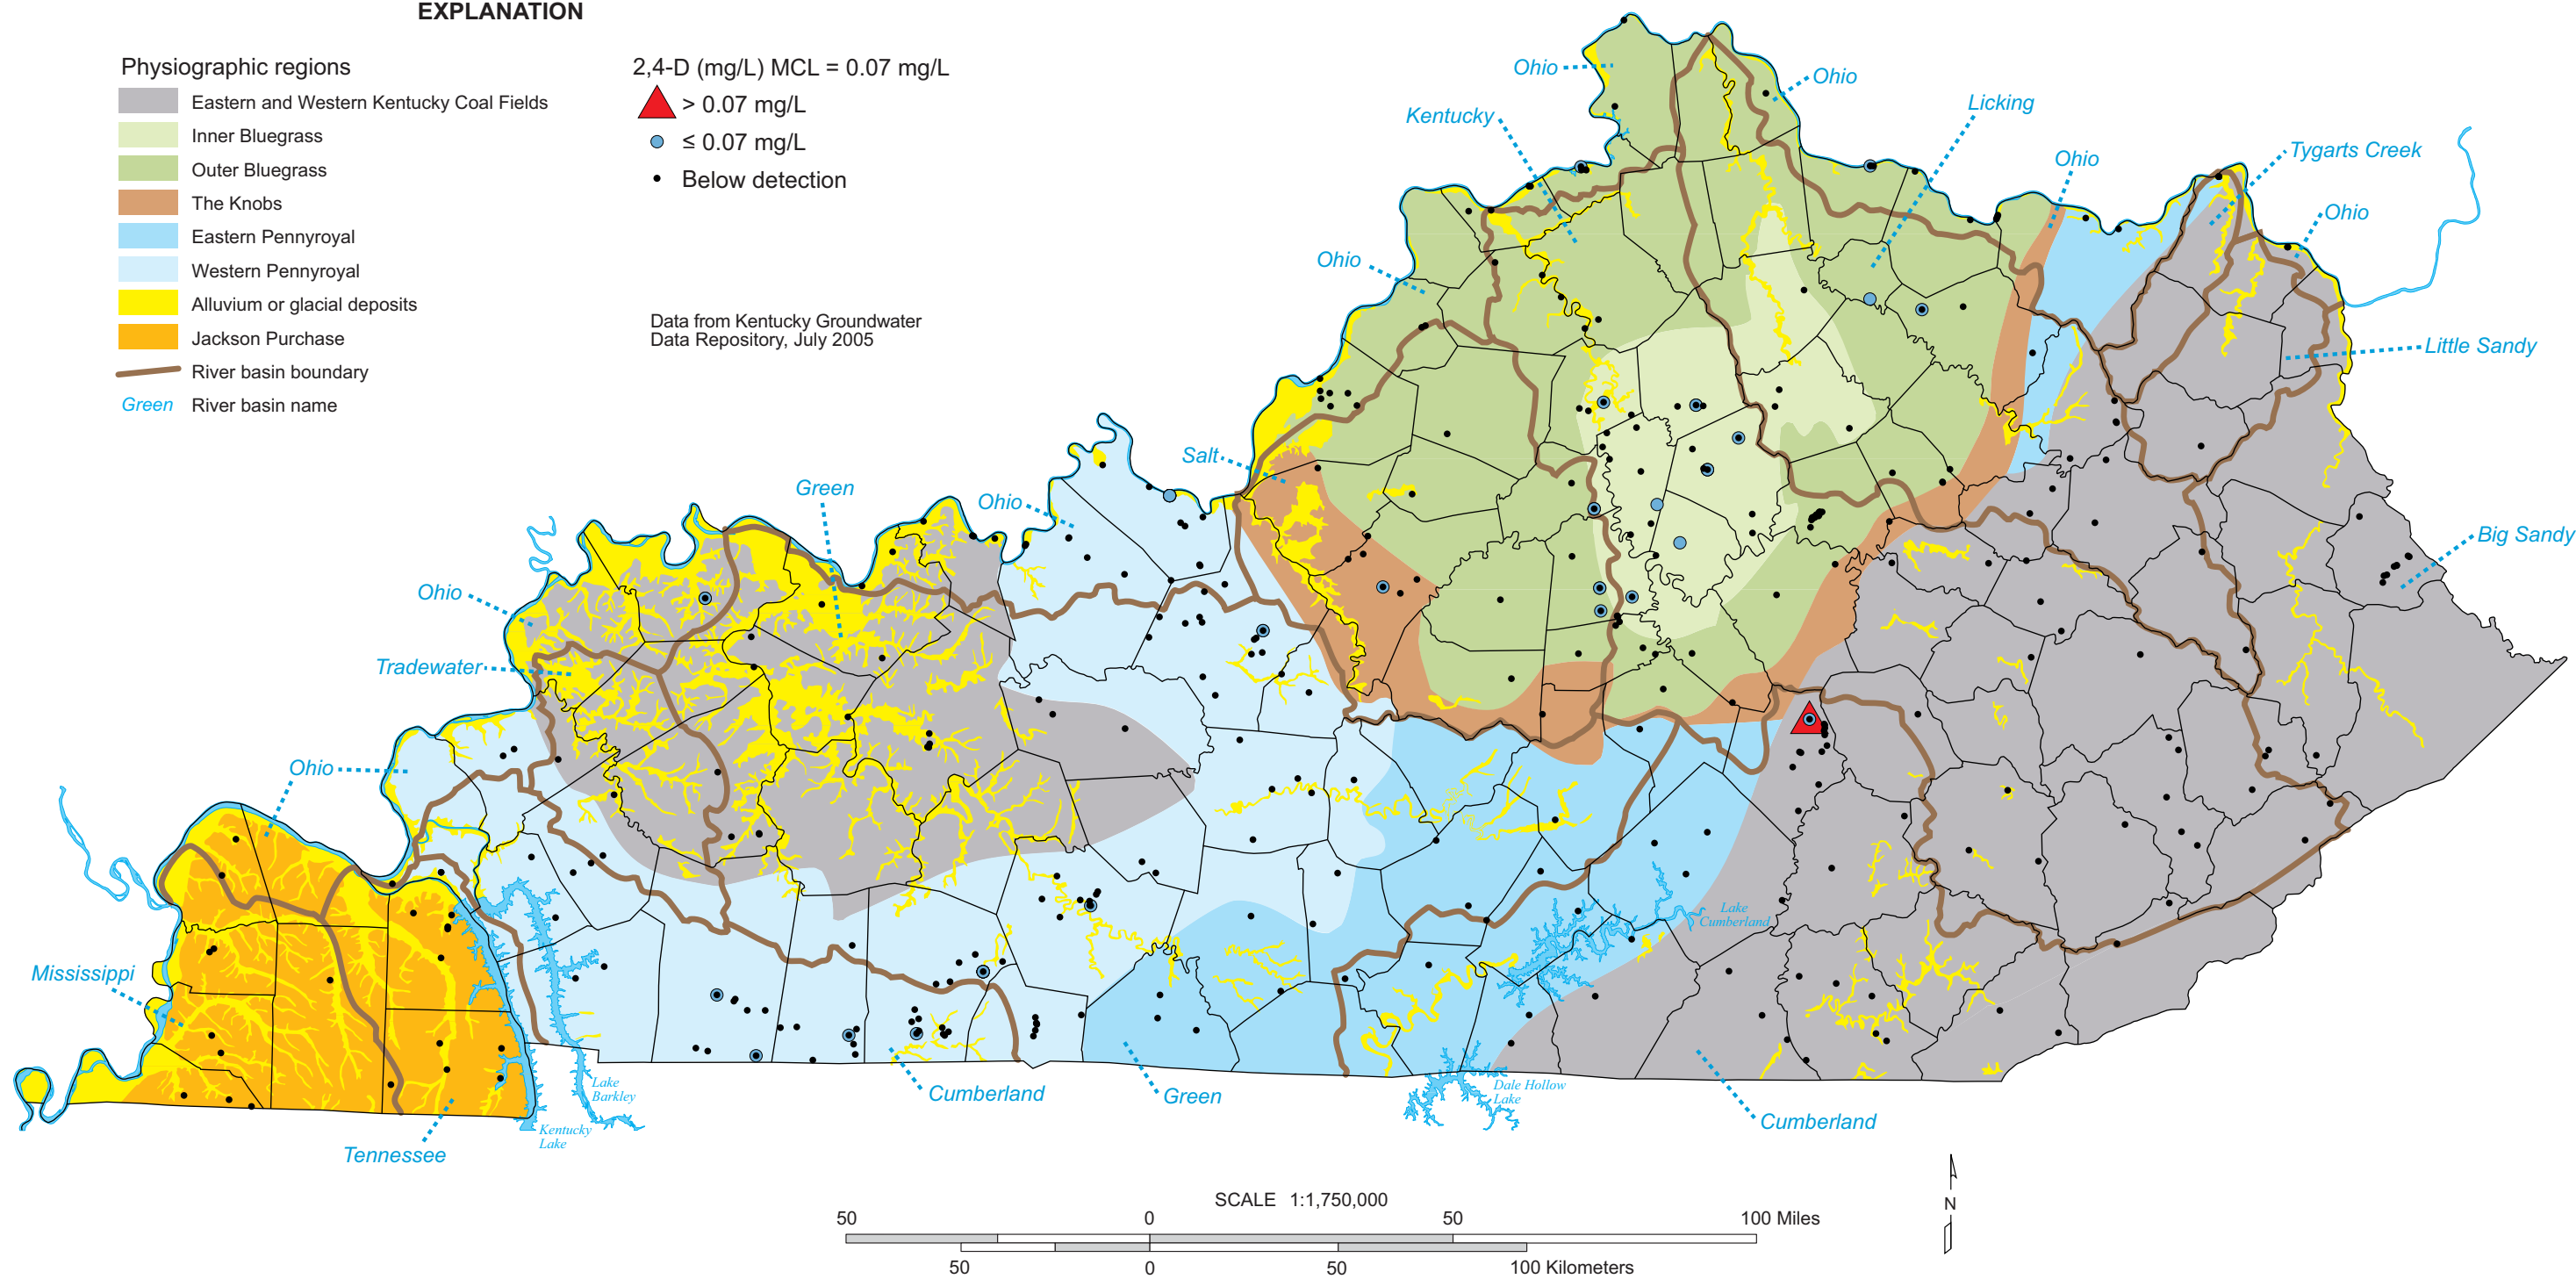 EXPLANATION
Physiographic regions
Eastern and Western Kentucky Coal Fields
Inner Bluegrass
Outer Bluegrass
The Knobs
Eastern Pennyroyal
Western Pennyroyal
Alluvium or glacial deposits
Jackson Purchase
River basin boundary
Green River basin name
2,4-D (mg/L) MCL = 0.07 mg/L
> 0.07 mg/L
≤ 0.07 mg/L
Below detection
Data from Kentucky Groundwater
Data Repository, July 2005
Ohio
Ohio
Kentucky
Licking
Ohio
Tygarts Creek
Ohio
Ohio
Little Sandy
Salt
Green
Ohio
Big Sandy
Ohio
Tradewater
Ohio
Lake
Cumberland
Mississippi
Lake
Barkley
Kentucky
Lake
Cumberland
Green
Dale Hollow
Lake
Cumberland
Tennessee
SCALE 1:1,750,000
50 0 50 100 Miles
50 0 50 100 Kilometers
N